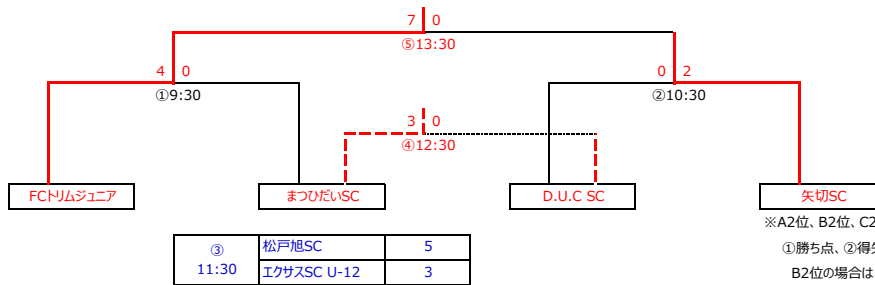 7 0
⑤13:30
4 0
0 2
①9:30
②10:30
3 0
④12:30
FCトリムジュニア
まつひだいSC
D.U.C SC
矢切SC
※A2位、B2位、C2
①勝ち点、②得
B2位の場合は
③
11:30
松戸旭SC 5
エクサスSC U-12 3